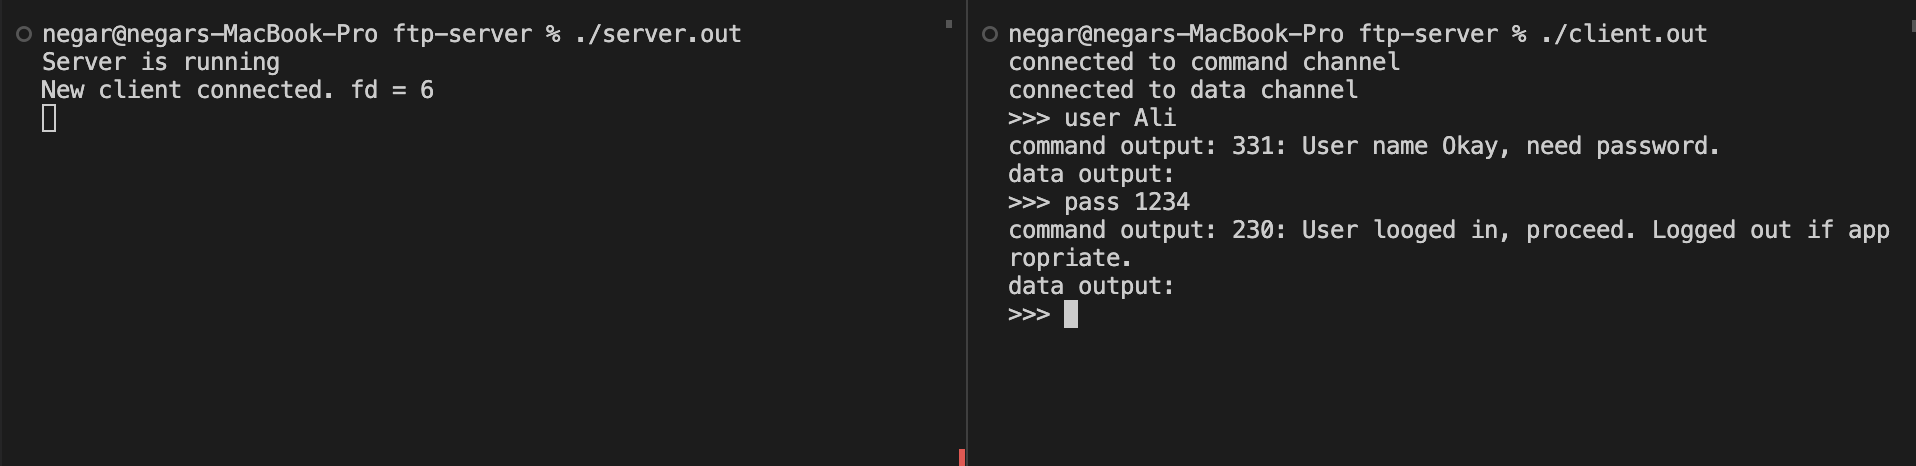 negar@negars-MacBook-Pro ftp-server % ./server.out
Server is running
New client connected. fd = 6
negar@negars-MacBook-Pro ftp-server % ./client.out
connected to command channel
connected to data channel
>>> user Ali
command output: 331: User name Okay, need password.
data output:
>>> pass 1234
command output: 230: User looged in, proceed. Logged out if app
ropriate.
data output:
>>>